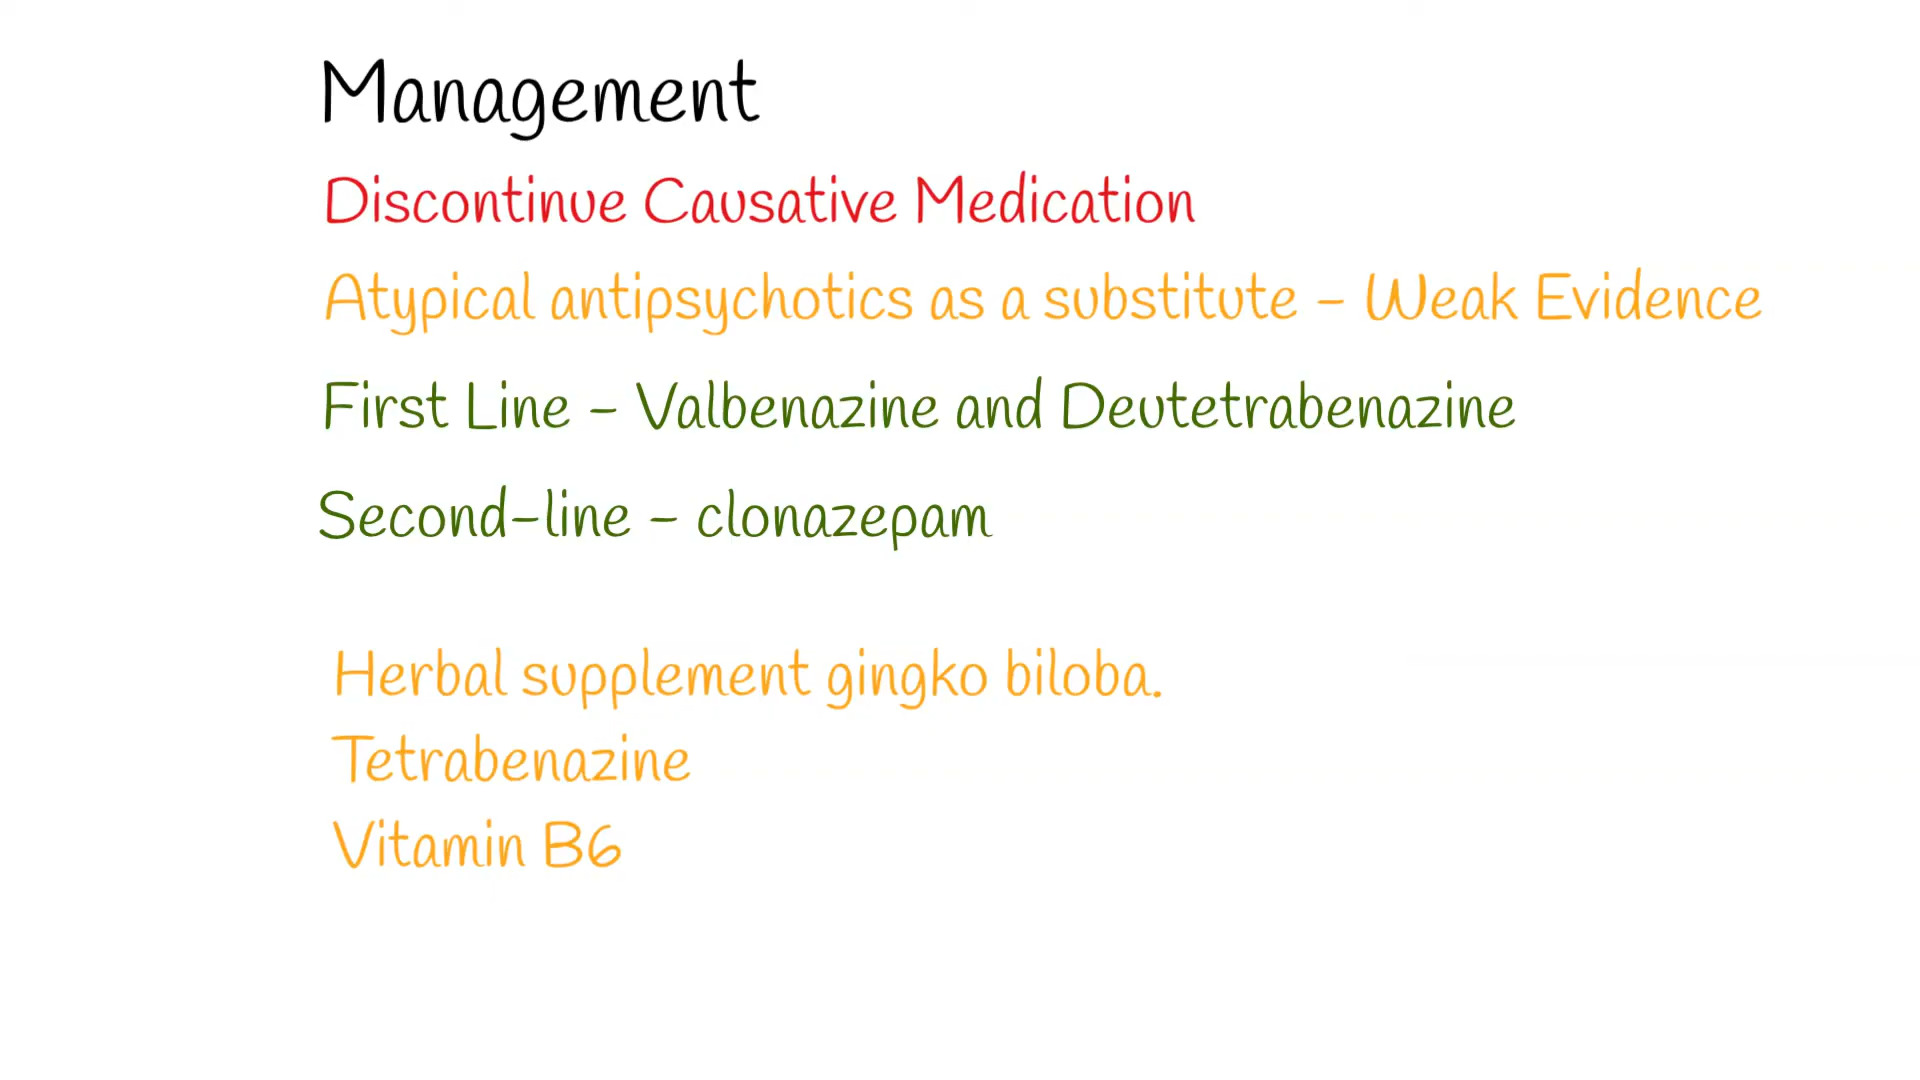 Management
Discontinue Causative Medication
Atypical antipsychotics as a substitute - Weak Evidence
First Line - Valbenazine and Deutetrabenazine
Second-line - clonazepam
Herbal supplement gingko biloba.
Tetrabenazine
Vitamin B6